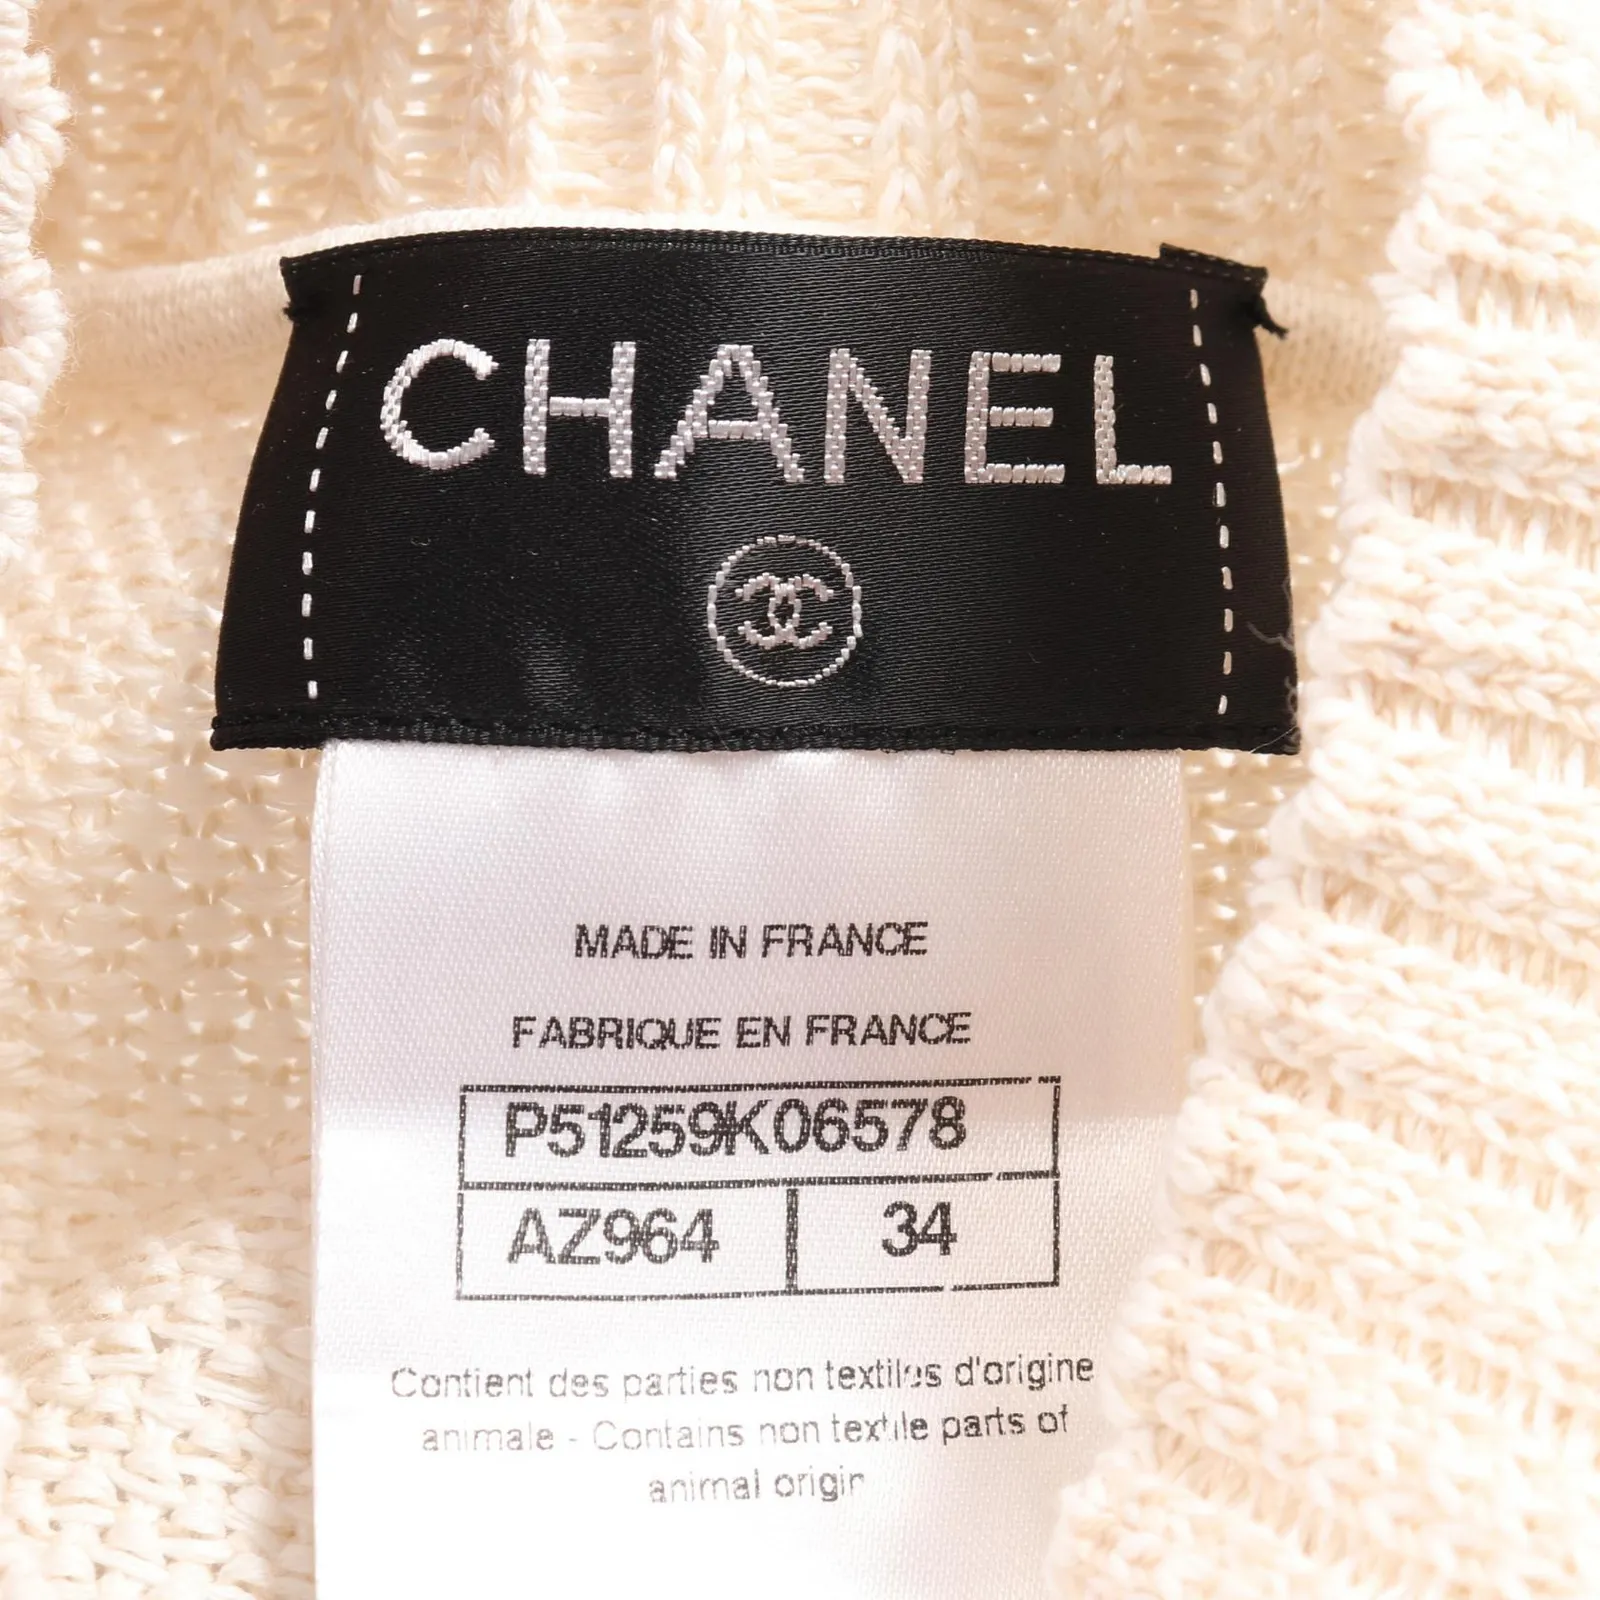 CHANEL
MADE IN FRANCE
FABRIQUE EN FRANCE
P51259K06578
AZ964 34
Contient des parties non textiles d'origine
animale - Contains non textile parts of
animal origin